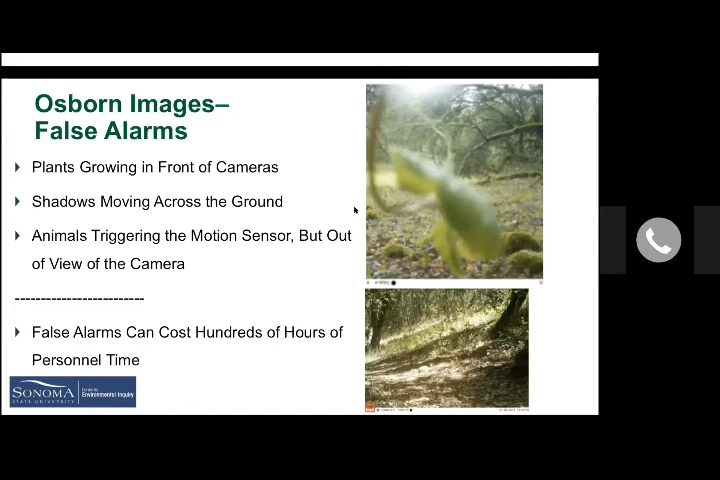 Osborn Images–
False Alarms
Plants Growing in Front of Cameras
Shadows Moving Across the Ground
Animals Triggering the Motion Sensor, But Out
of View of the Camera
-------------------------
False Alarms Can Cost Hundreds of Hours of
Personnel Time
SONOMA
STATE UNIVERSITY
Center for
Environmental Inquiry